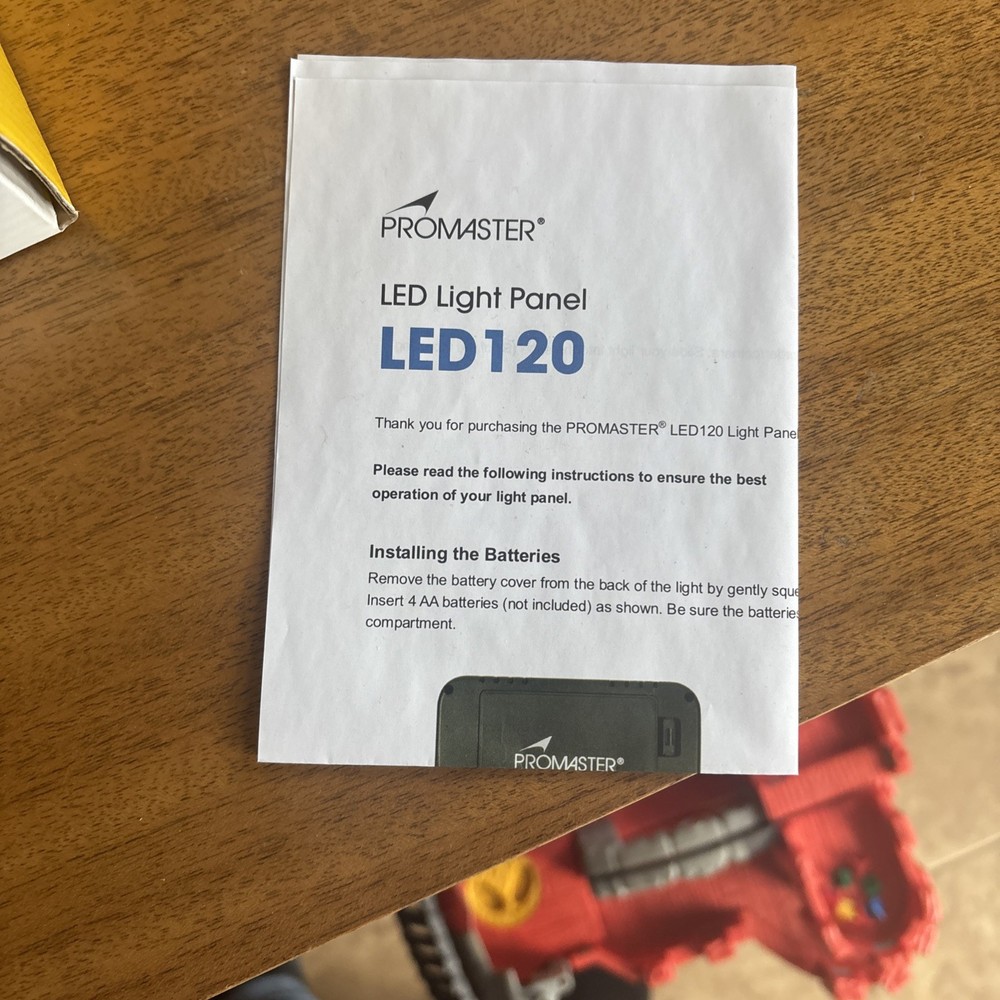 PROMASTER®
LED Light Panel
LED120
Thank you for purchasing the PROMASTER® LED120 Light Pane
Please read the following instructions to ensure the best
operation of your light panel.
Installing the Batteries
Remove the battery cover from the back of the light by gently sque
Insert 4 AA batteries (not included) as shown. Be sure the batteries
compartment.
PROMASTER®